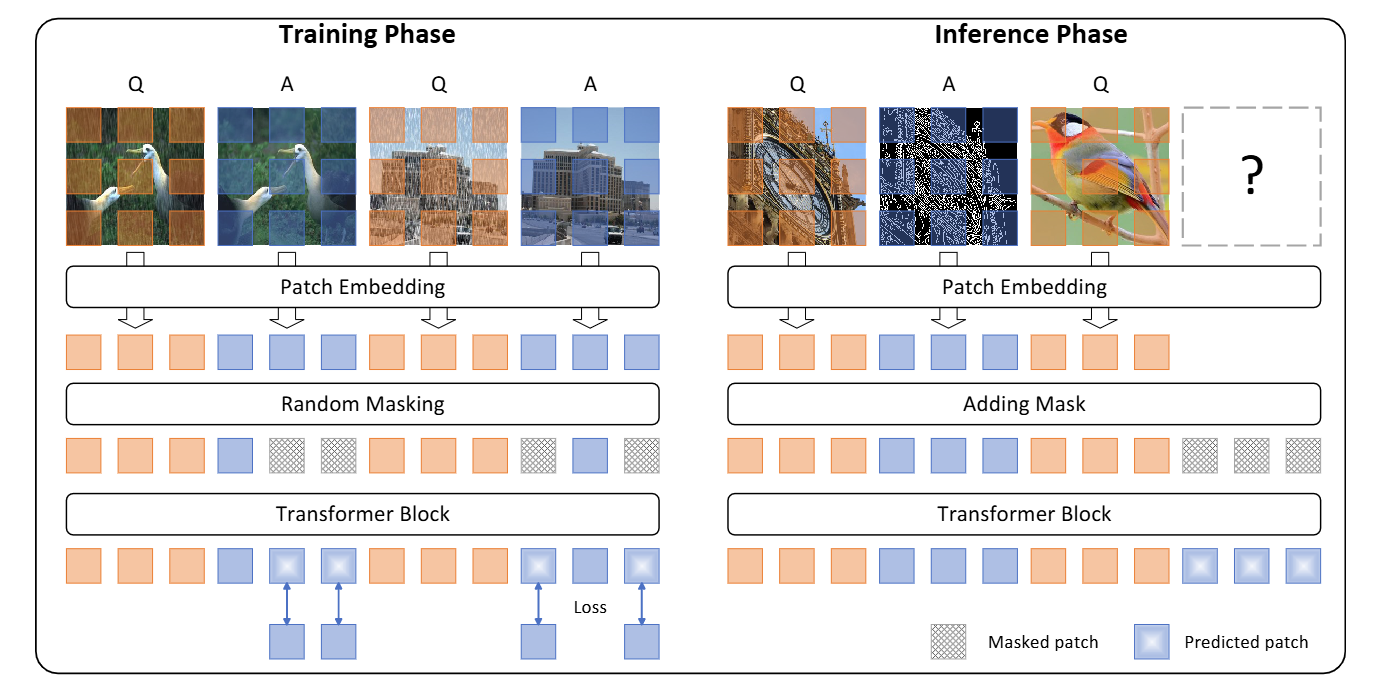 Training Phase
Q A Q A
Patch Embedding
Random Masking
Transformer Block
Loss
Inference Phase
Q A Q
?
Patch Embedding
Adding Mask
Transformer Block
Masked patch
Predicted patch